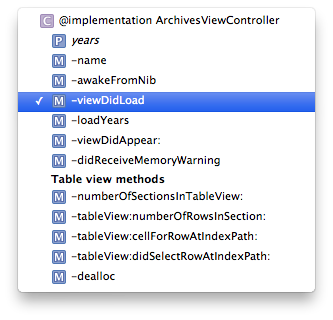 C @implementation ArchivesViewController
P years
M -name
M -awakeFromNib
✓ M -viewDidLoad
M -loadYears
M -viewDidAppear:
M -didReceiveMemoryWarning
Table view methods
M -numberOfSectionsInTableView:
M -tableView:numberOfRowsInSection:
M -tableView:cellForRowAtIndexPath:
M -tableView:didSelectRowAtIndexPath:
M -dealloc